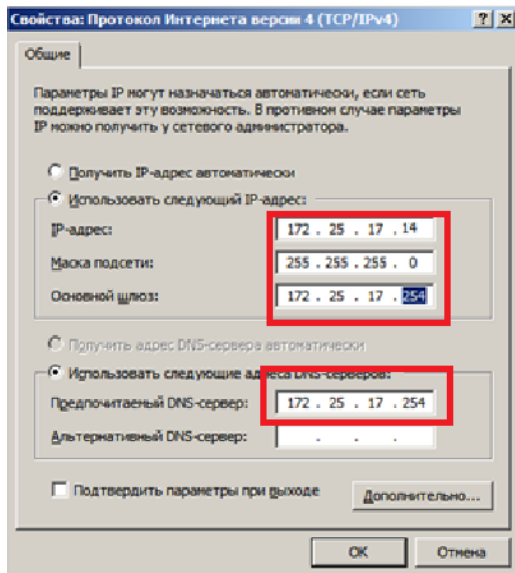 Свойства: Протокол Интернета версии 4 (TCP/IPv4)
Общие
Параметры IP могут назначаться автоматически, если сеть
поддерживает эту возможность. В противном случае параметры
IP можно получить у сетевого администратора.
Получить IP-адрес автоматически
Использовать следующий IP-адрес:
IP-адрес: 172 . 25 . 17 . 14
Маска подсети: 255 . 255 . 255 . 0
Основной шлюз: 172 . 25 . 17 . 254
Получить адрес DNS-сервера автоматически
Использовать следующие адреса DNS-серверов:
Предпочитаемый DNS-сервер: 172 . 25 . 17 . 254
Альтернативный DNS-сервер: . . .
Подтвердить параметры при выходе
Дополнительно...
ОК Отмена